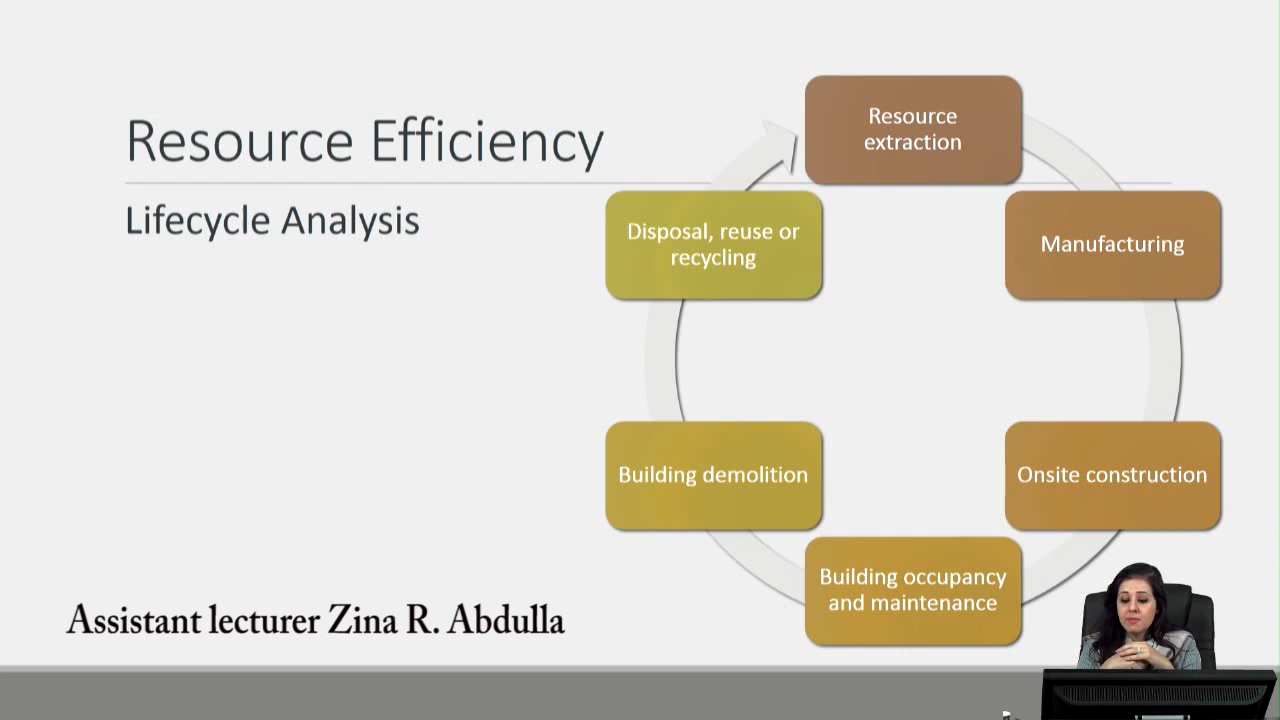 Resource Efficiency
Lifecycle Analysis
Resource
extraction
Manufacturing
Onsite construction
Building occupancy
and maintenance
Building demolition
Disposal, reuse or
recycling
Assistant lecturer Zina R. Abdulla